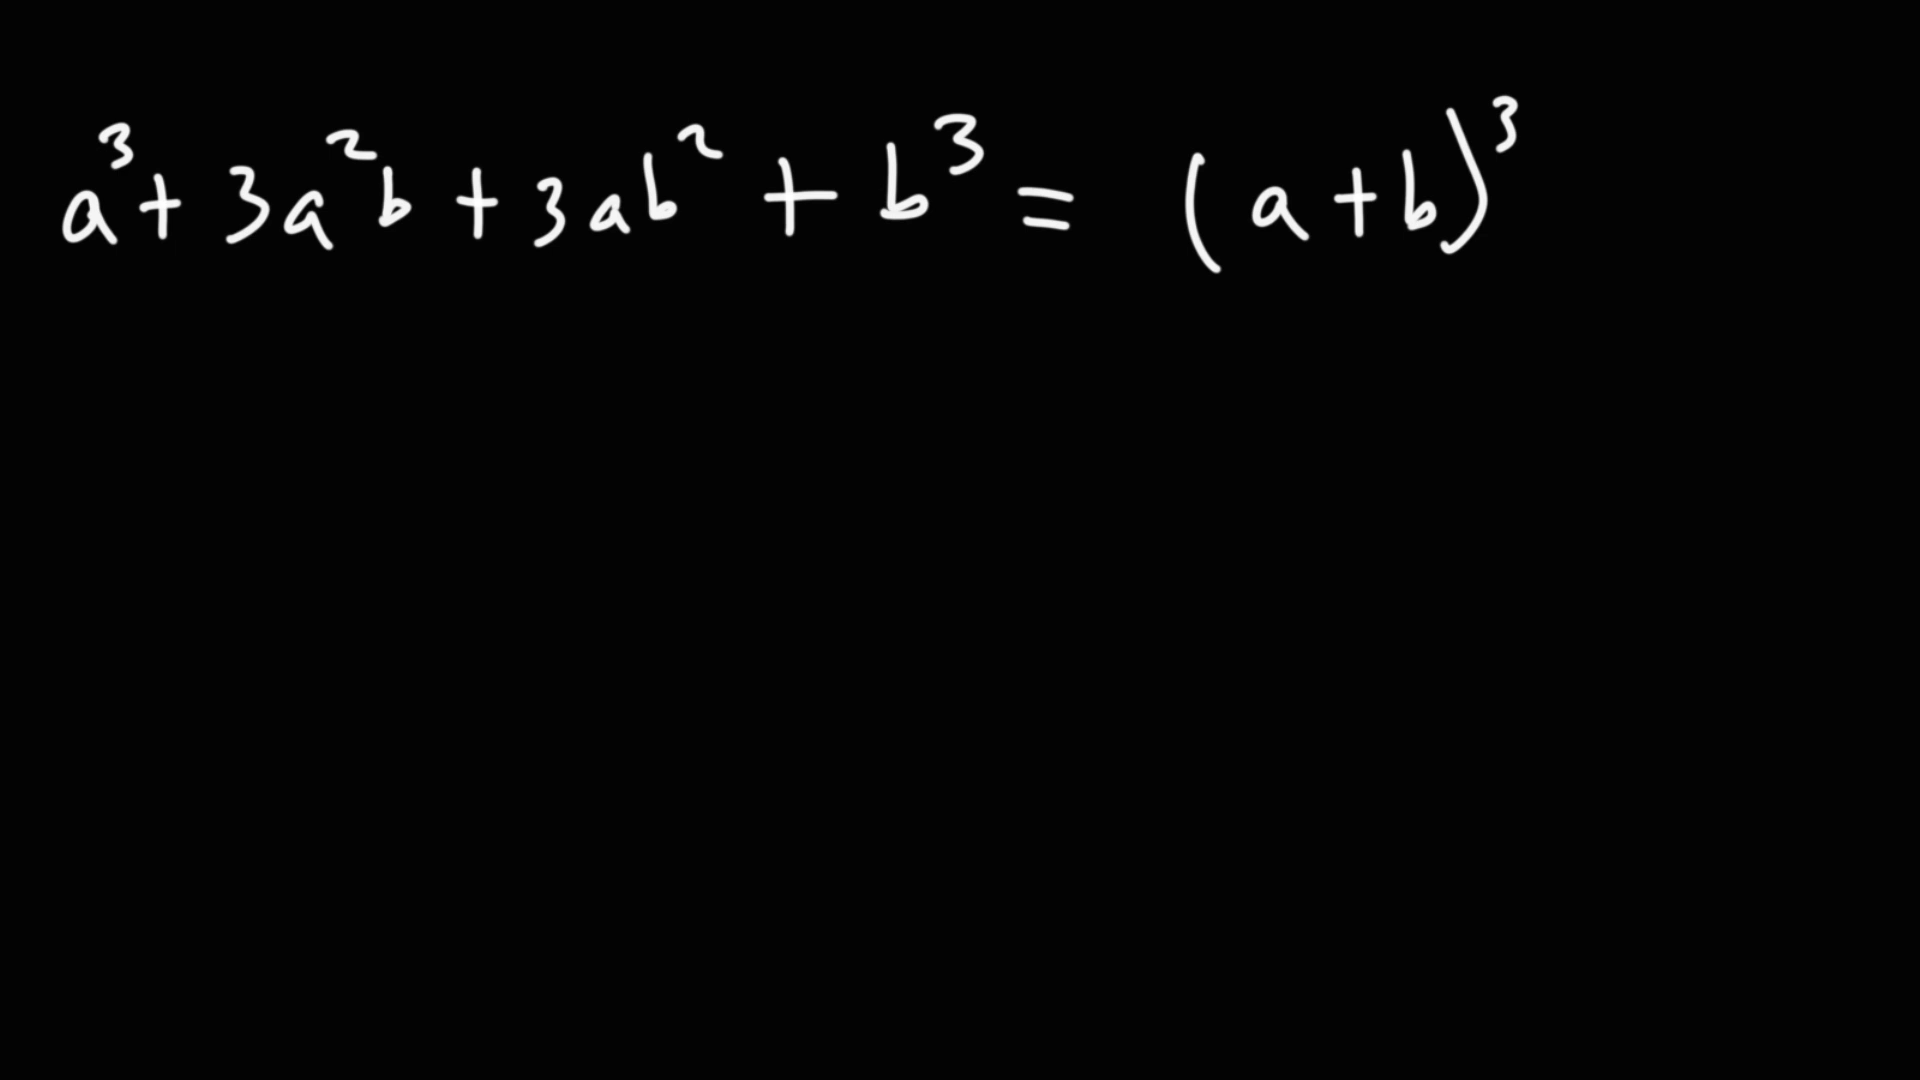 a³ + 3a²b + 3ab² + b³ = (a + b)³